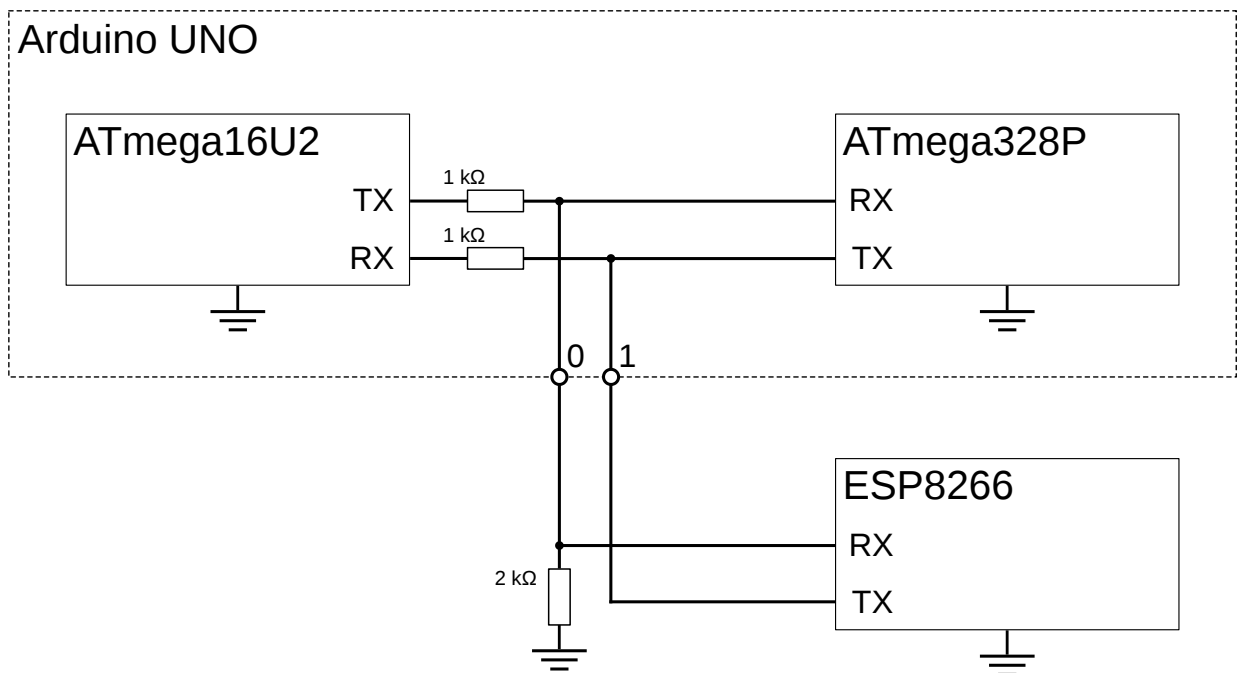 Arduino UNO
ATmega16U2
ATmega328P
1 kΩ
TX
RX
1 kΩ
RX
TX
0
1
ESP8266
RX
2 kΩ
TX